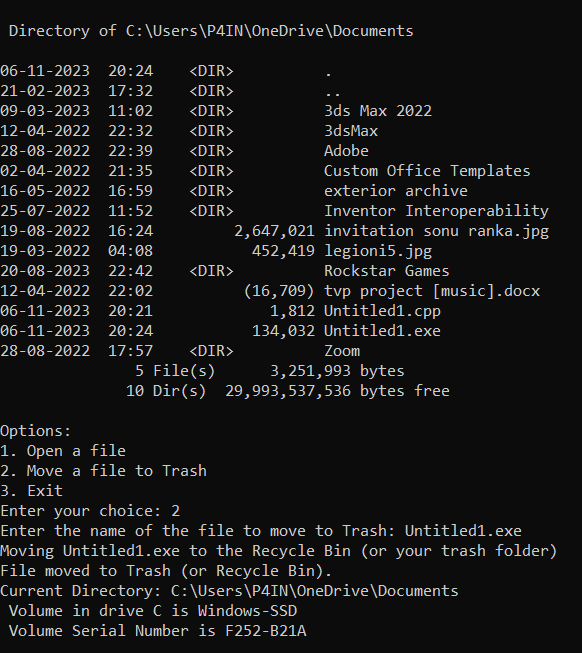 Directory of C:\Users\P4IN\OneDrive\Documents
06-11-2023  20:24    <DIR>          .
21-02-2023  17:32    <DIR>          ..
09-03-2023  11:02    <DIR>          3ds Max 2022
12-04-2022  22:32    <DIR>          3dsMax
28-08-2022  22:39    <DIR>          Adobe
02-04-2022  21:35    <DIR>          Custom Office Templates
16-05-2022  16:59    <DIR>          exterior archive
25-07-2022  11:52    <DIR>          Inventor Interoperability
19-08-2022  16:24         2,647,021 invitation sonu ranka.jpg
19-03-2022  04:08           452,419 legioni5.jpg
20-08-2023  22:42    <DIR>          Rockstar Games
12-04-2022  22:02          (16,709) tvp project [music].docx
06-11-2023  20:21             1,812 Untitled1.cpp
06-11-2023  20:24           134,032 Untitled1.exe
28-08-2022  17:57    <DIR>          Zoom
               5 File(s)      3,251,993 bytes
              10 Dir(s)  29,993,537,536 bytes free
Options:
1. Open a file
2. Move a file to Trash
3. Exit
Enter your choice: 2
Enter the name of the file to move to Trash: Untitled1.exe
Moving Untitled1.exe to the Recycle Bin (or your trash folder)
File moved to Trash (or Recycle Bin).
Current Directory: C:\Users\P4IN\OneDrive\Documents
 Volume in drive C is Windows-SSD
 Volume Serial Number is F252-B21A